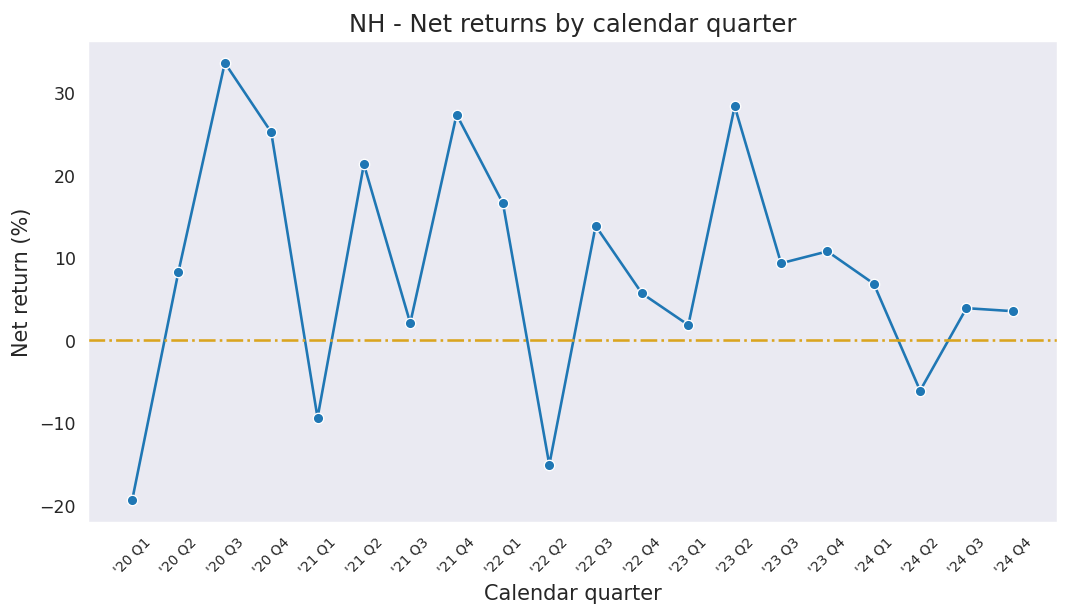 NH - Net returns by calendar quarter
Net return (%)
30
20
10
0
−10
−20
'20 Q1
'20 Q2
'20 Q3
'20 Q4
'21 Q1
'21 Q2
'21 Q3
'21 Q4
'22 Q1
'22 Q2
'22 Q3
'22 Q4
'23 Q1
'23 Q2
'23 Q3
'23 Q4
'24 Q1
'24 Q2
'24 Q3
'24 Q4
Calendar quarter